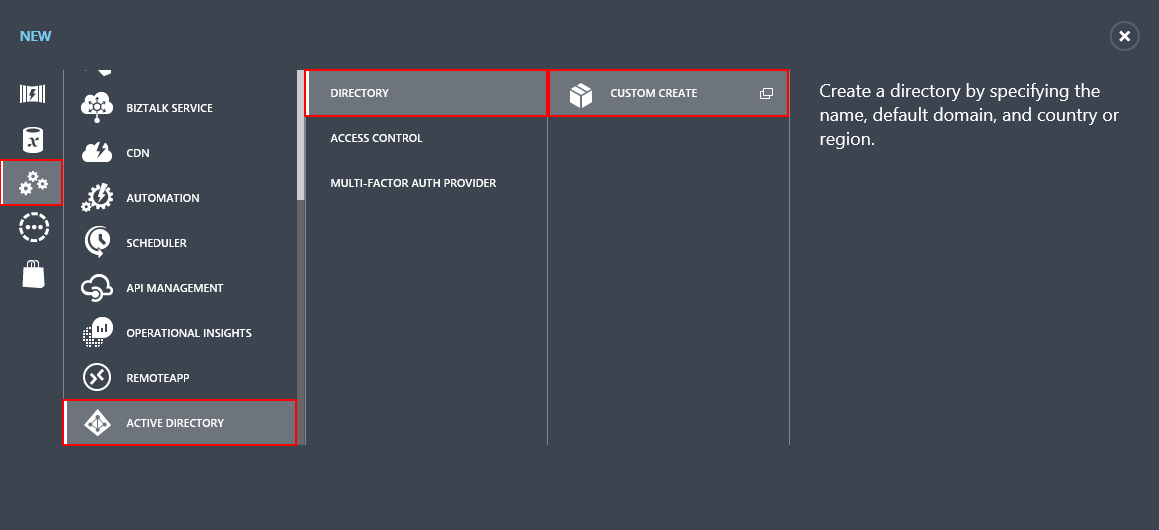 NEW
BIZTALK SERVICE
CDN
AUTOMATION
SCHEDULER
API MANAGEMENT
OPERATIONAL INSIGHTS
REMOTEAPP
ACTIVE DIRECTORY
DIRECTORY
ACCESS CONTROL
MULTI-FACTOR AUTH PROVIDER
CUSTOM CREATE
Create a directory by specifying the
name, default domain, and country or
region.